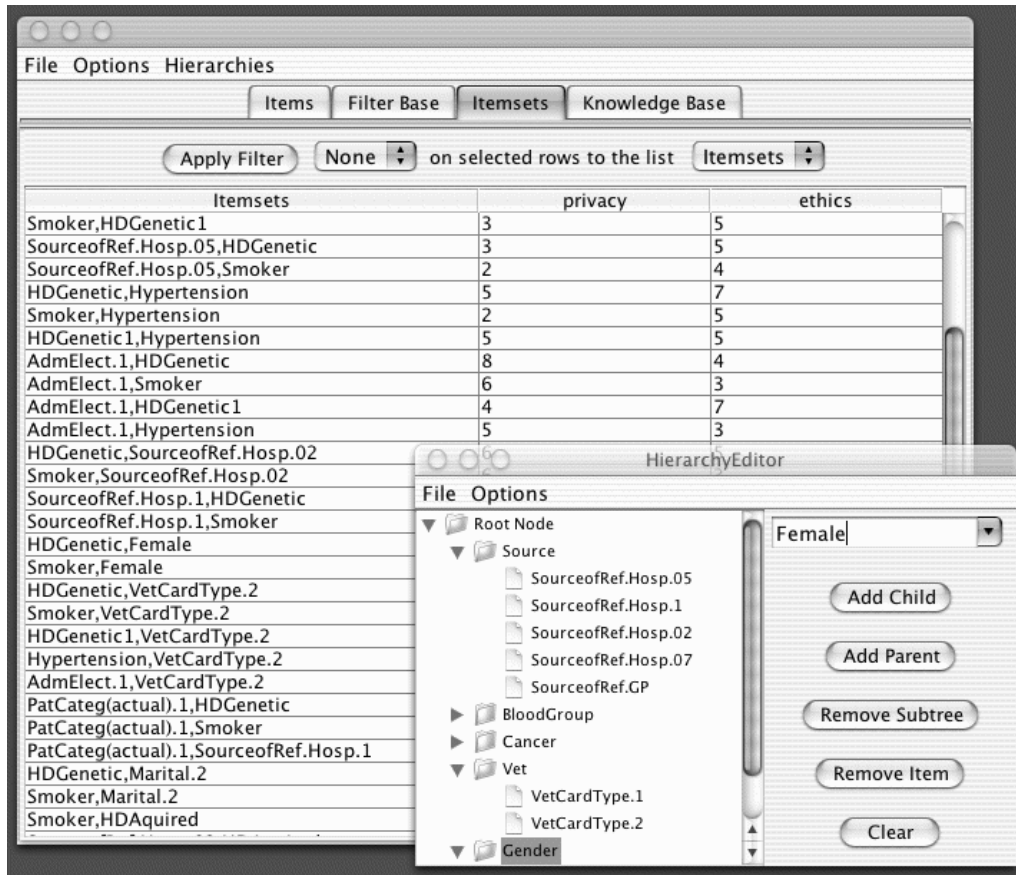 File Options Hierarchies
Items Filter Base Itemsets Knowledge Base
Apply Filter None on selected rows to the list Itemsets
Itemsets privacy ethics
Smoker,HDGenetic1 3 5
SourceofRef.Hosp.05,HDGenetic 3 5
SourceofRef.Hosp.05,Smoker 2 4
HDGenetic,Hypertension 5 7
Smoker,Hypertension 2 5
HDGenetic1,Hypertension 5 5
AdmElect.1,HDGenetic 8 4
AdmElect.1,Smoker 6 3
AdmElect.1,HDGenetic1 4 7
AdmElect.1,Hypertension 5 3
HDGenetic,SourceofRef.Hosp.02
Smoker,SourceofRef.Hosp.02
SourceofRef.Hosp.1,HDGenetic
SourceofRef.Hosp.1,Smoker
HDGenetic,Female
Smoker,Female
HDGenetic,VetCardType.2
Smoker,VetCardType.2
HDGenetic1,VetCardType.2
Hypertension,VetCardType.2
AdmElect.1,VetCardType.2
PatCateg(actual).1,HDGenetic
PatCateg(actual).1,Smoker
PatCateg(actual).1,SourceofRef.Hosp.1
HDGenetic,Marital.2
Smoker,Marital.2
Smoker,HDAquired
HierarchyEditor
File Options
Root Node
Source
SourceofRef.Hosp.05
SourceofRef.Hosp.1
SourceofRef.Hosp.02
SourceofRef.Hosp.07
SourceofRef.GP
BloodGroup
Cancer
Vet
VetCardType.1
VetCardType.2
Gender
Female
Add Child
Add Parent
Remove Subtree
Remove Item
Clear